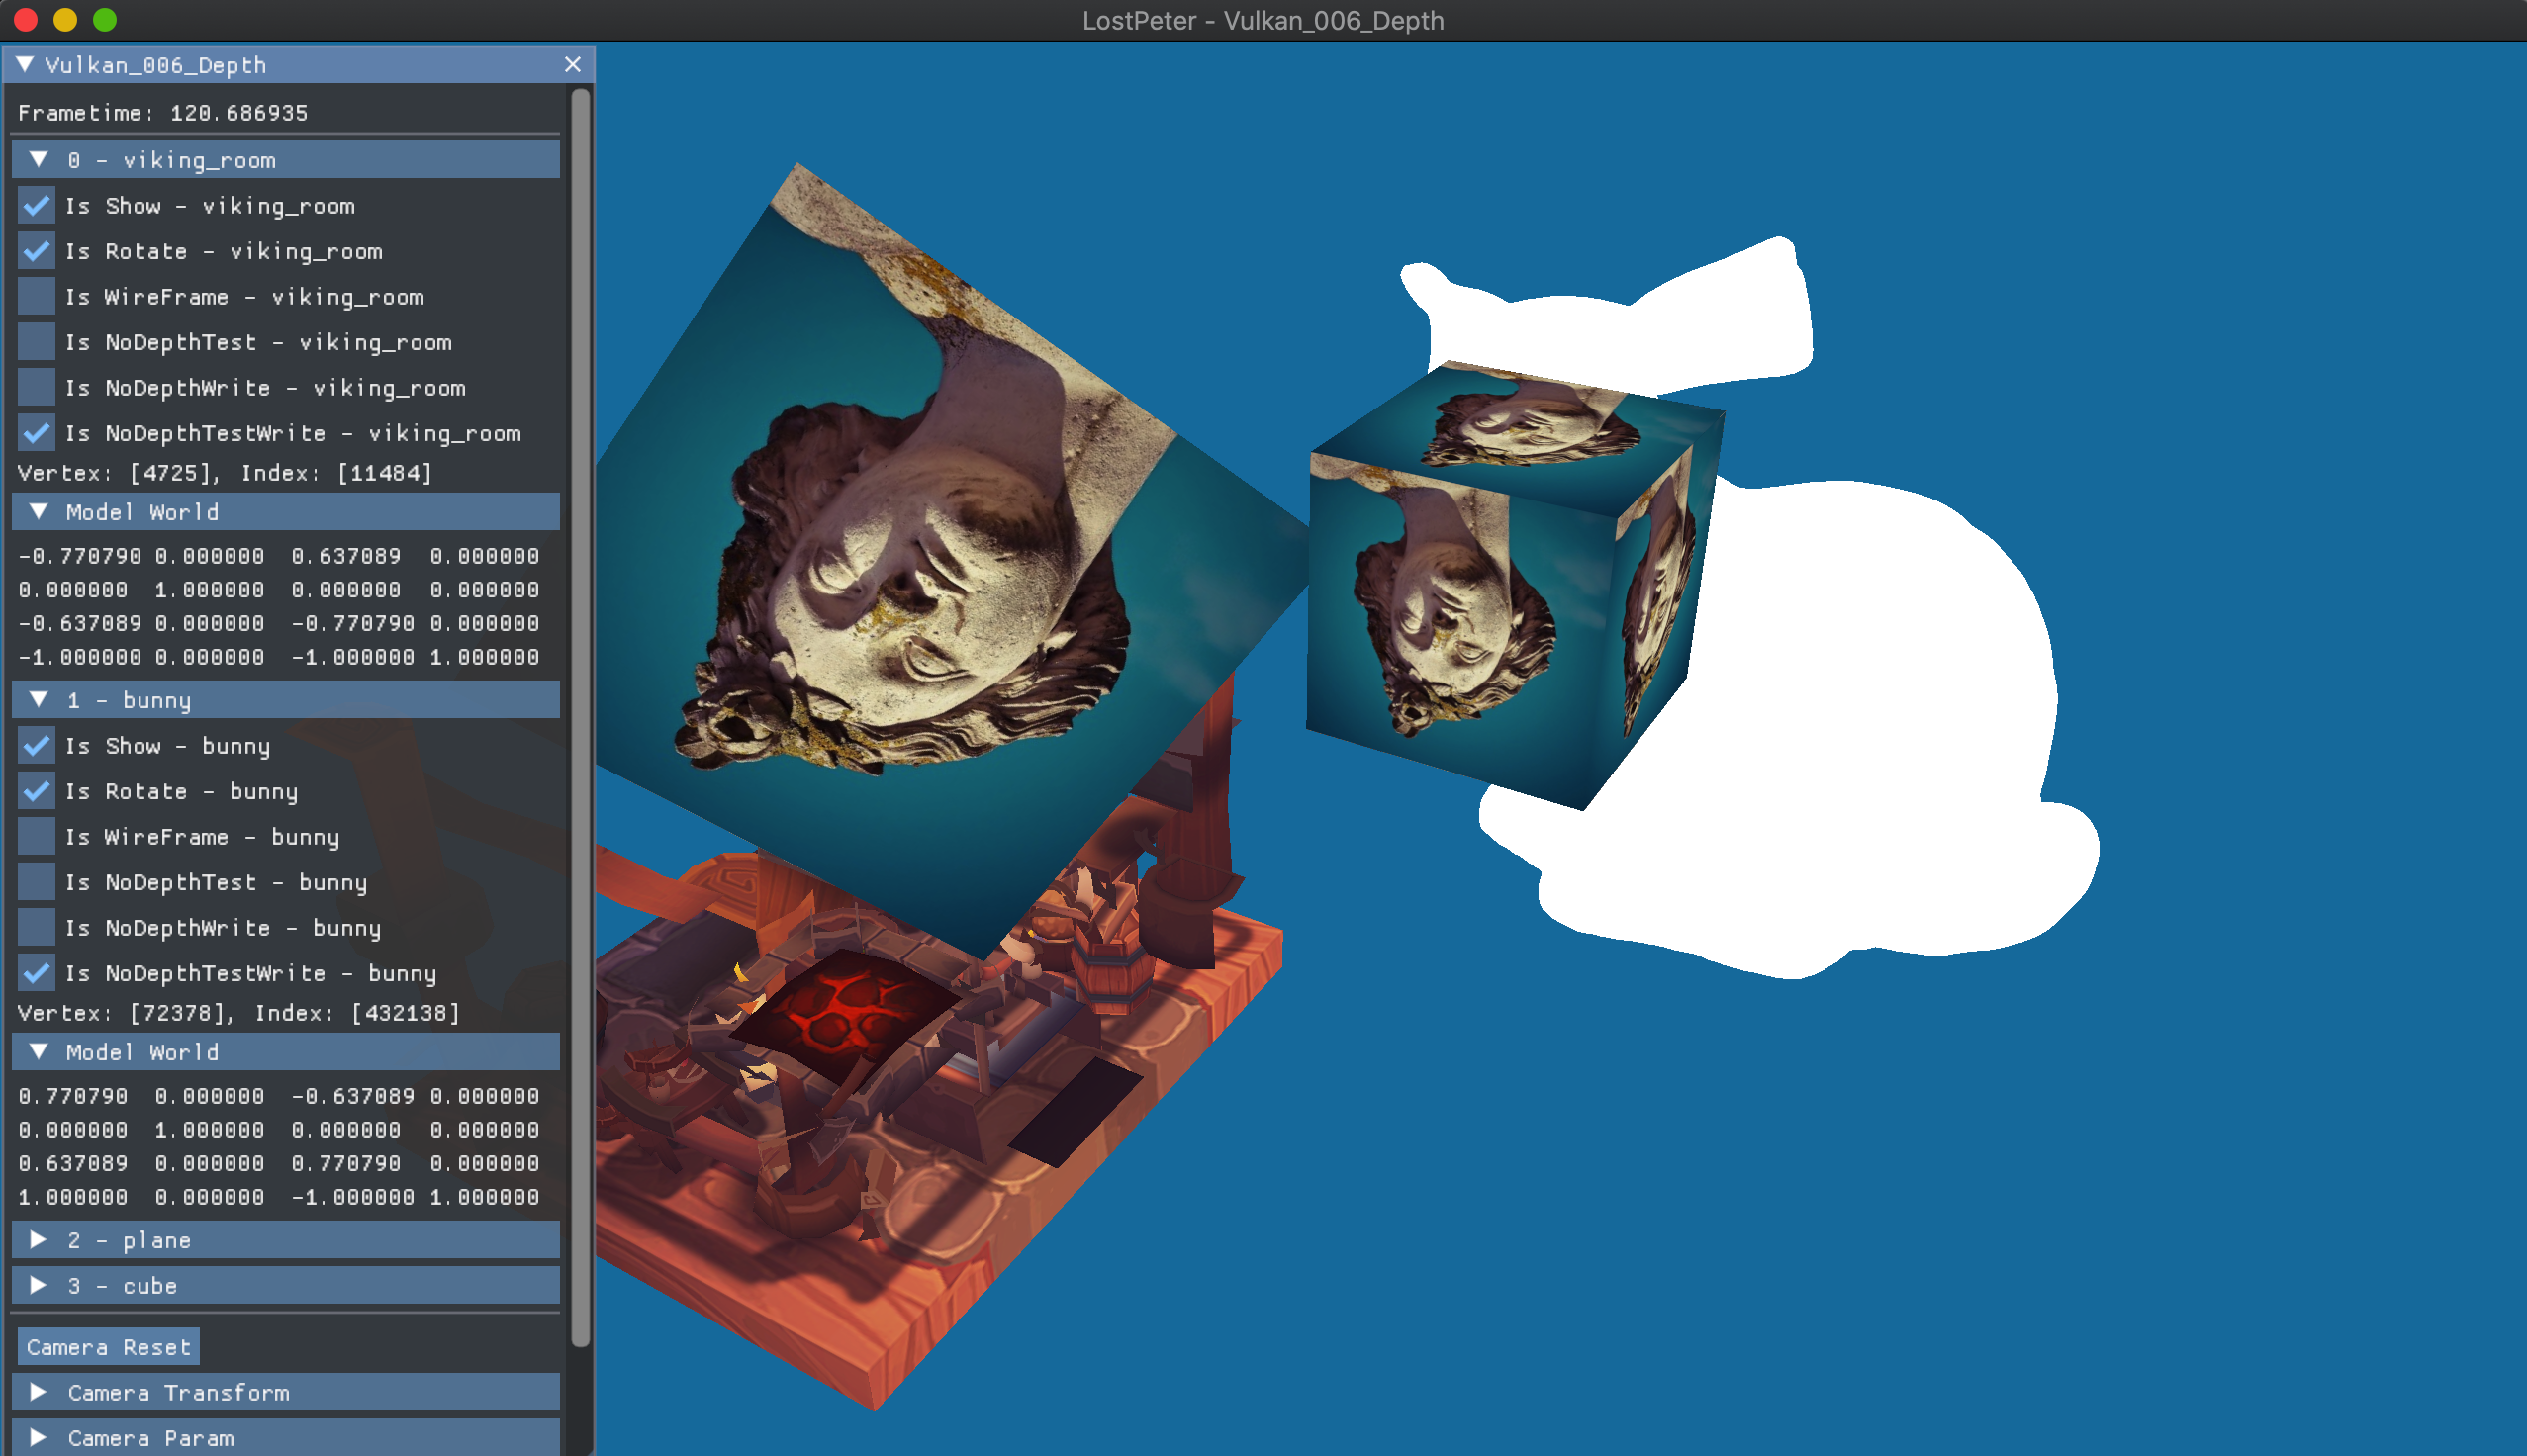 LostPeter - Vulkan_006_Depth
Vulkan_006_Depth
Frametime: 120.686935
0 - viking_room
Is Show - viking_room
Is Rotate - viking_room
Is WireFrame - viking_room
Is NoDepthTest - viking_room
Is NoDepthWrite - viking_room
Is NoDepthTestWrite - viking_room
Vertex: [4725], Index: [11484]
Model World
-0.770790 0.000000 0.637089 0.000000
0.000000 1.000000 0.000000 0.000000
-0.637089 0.000000 -0.770790 0.000000
-1.000000 0.000000 -1.000000 1.000000
1 - bunny
Is Show - bunny
Is Rotate - bunny
Is WireFrame - bunny
Is NoDepthTest - bunny
Is NoDepthWrite - bunny
Is NoDepthTestWrite - bunny
Vertex: [72378], Index: [432138]
Model World
0.770790 0.000000 -0.637089 0.000000
0.000000 1.000000 0.000000 0.000000
0.637089 0.000000 0.770790 0.000000
1.000000 0.000000 -1.000000 1.000000
2 - plane
3 - cube
Camera Reset
Camera Transform
Camera Param